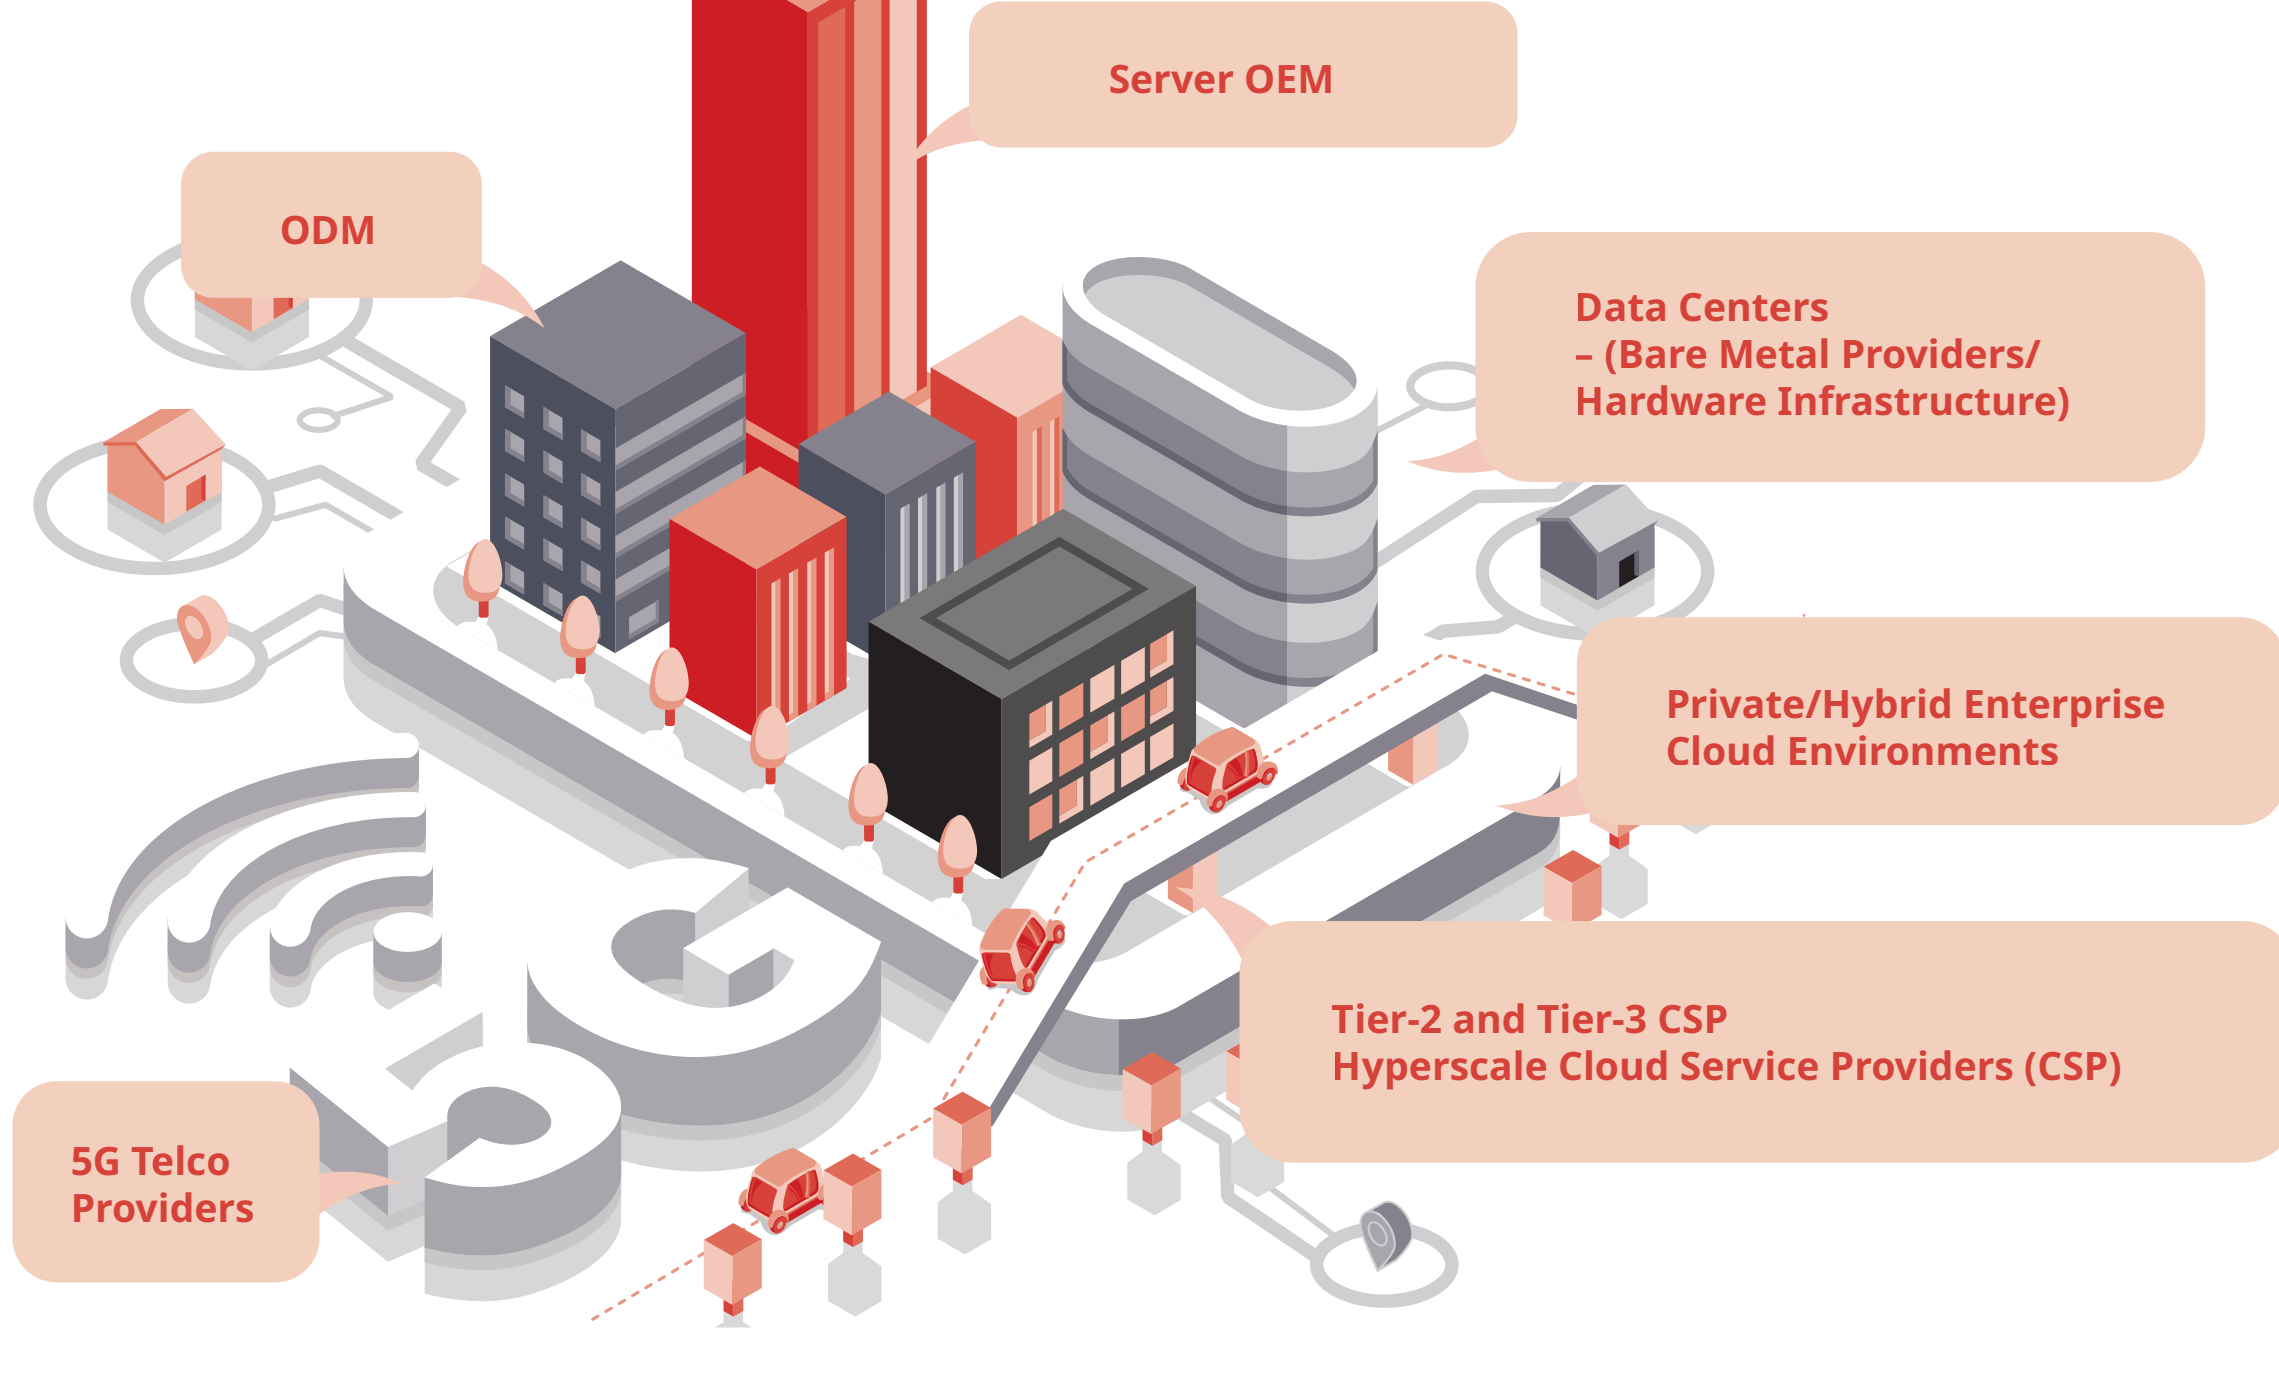 Server OEM
ODM
Data Centers
– (Bare Metal Providers/
Hardware Infrastructure)
Private/Hybrid Enterprise
Cloud Environments
Tier-2 and Tier-3 CSP
Hyperscale Cloud Service Providers (CSP)
5G Telco
Providers
5G